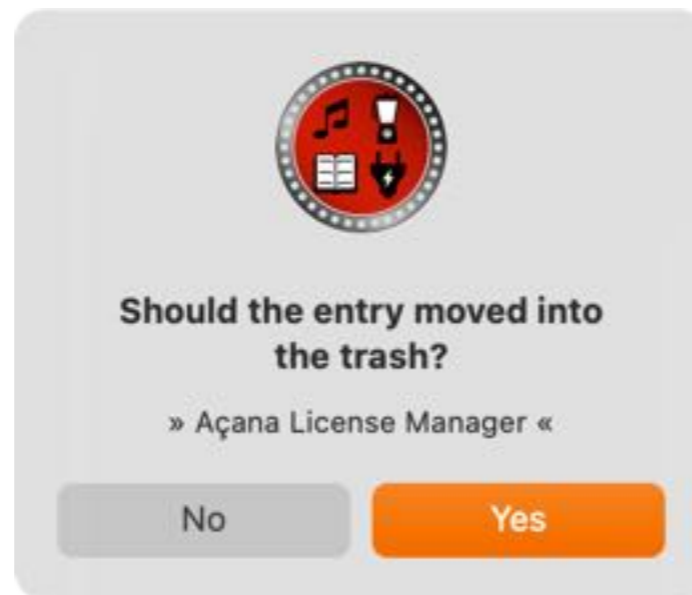 Should the entry moved into
the trash?
» Açana License Manager «
No
Yes